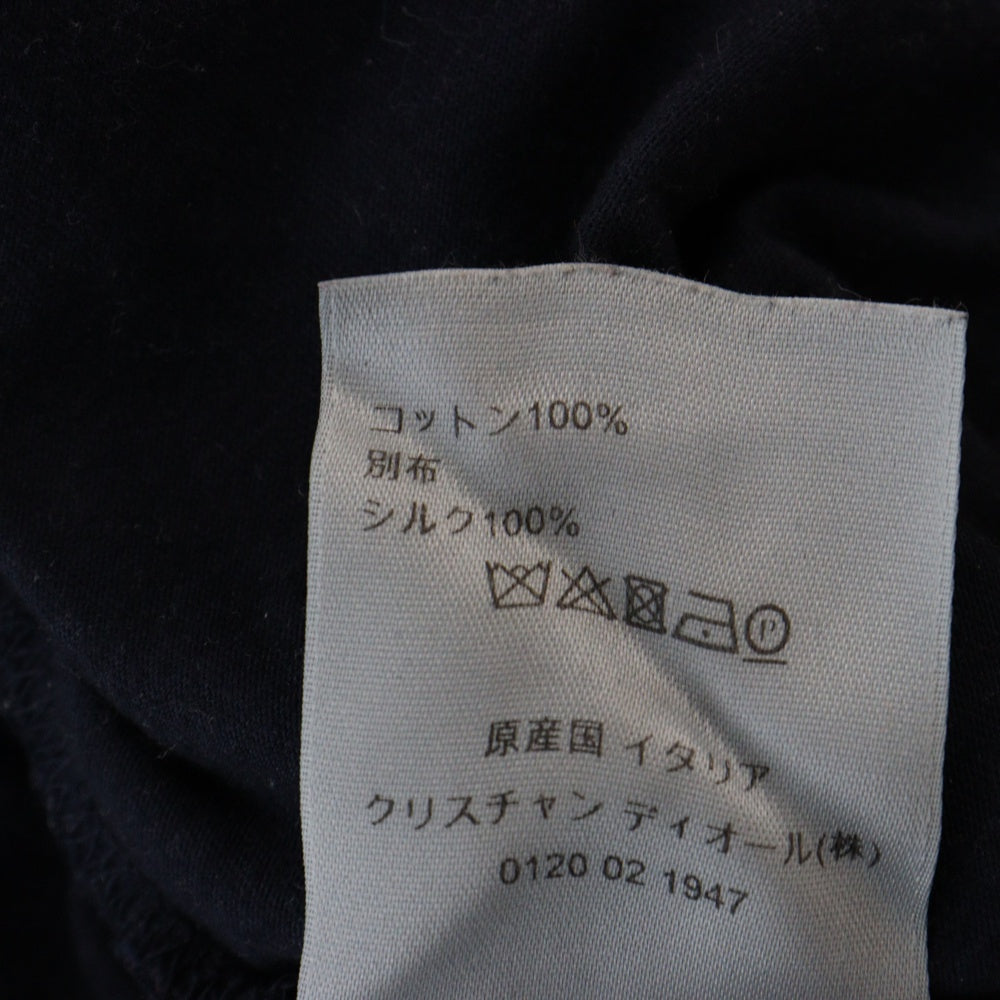 コットン100%
別布
シルク100%
P
原産国 イタリア
クリスチャン ディオール(株)
0120 02 1947